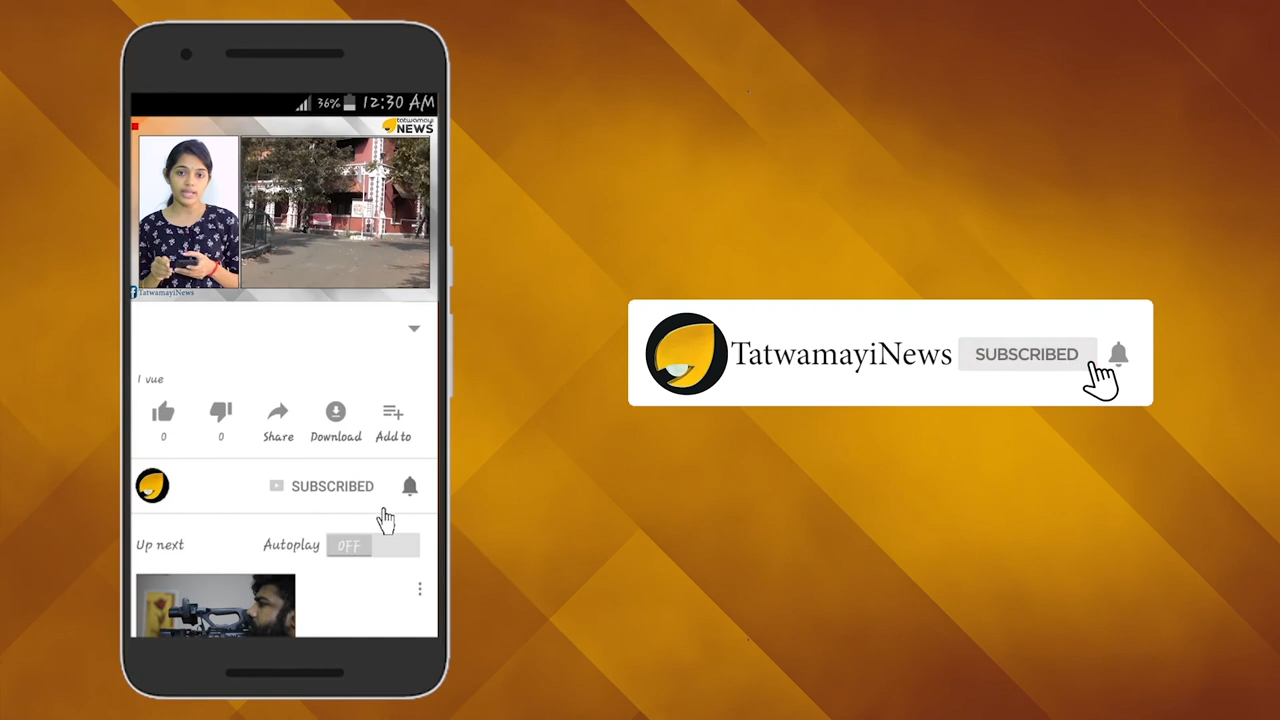 36% 12:30 AM
tatwamayi
NEWS
TatwamayiNews
1 vue
0 0 Share Download Add to
SUBSCRIBED
Up next Autoplay OFF
TatwamayiNews SUBSCRIBED